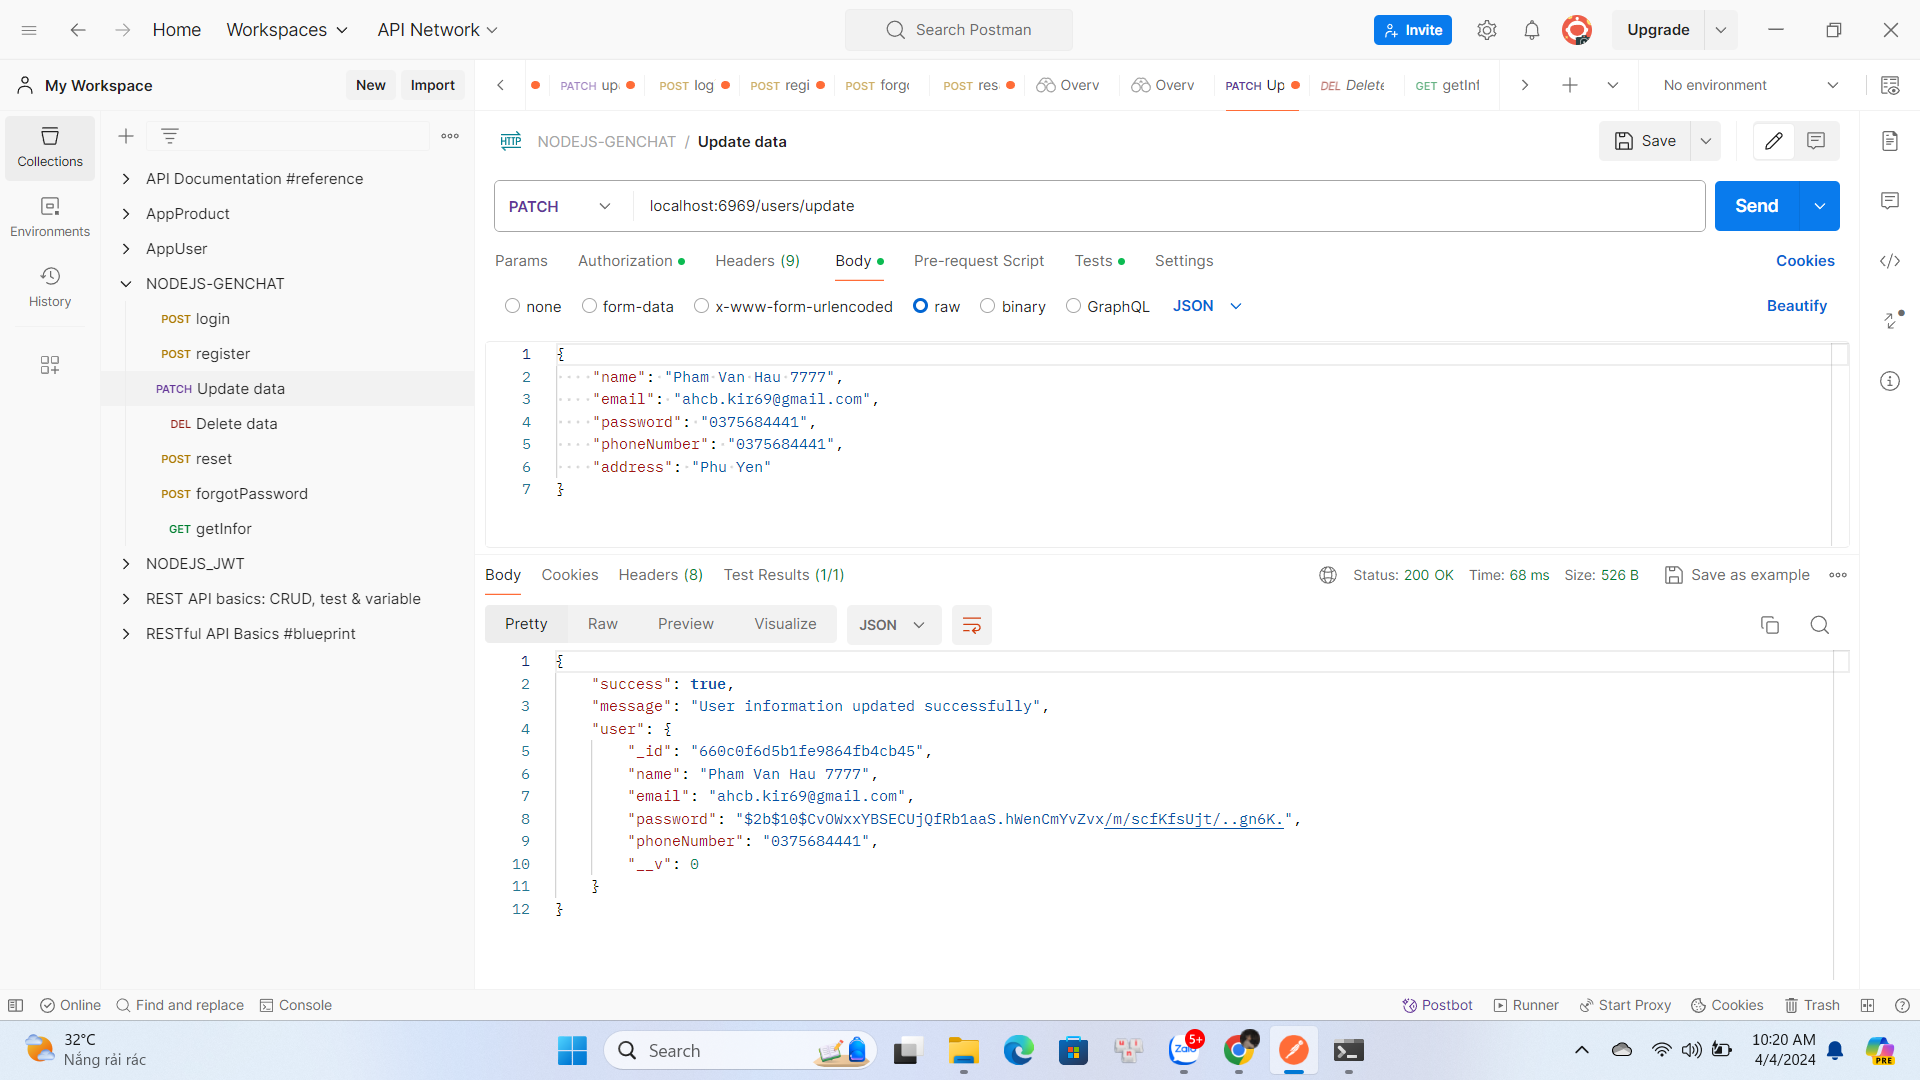 Home
Workspaces
API Network
Search Postman
Invite
Upgrade
My Workspace
New
Import
PATCH up
POST log
POST regi
POST forg
POST res
Overv
Overv
PATCH Up
DEL Delete
GET getInf
No environment
Collections
Environments
History
API Documentation #reference
AppProduct
AppUser
NODEJS-GENCHAT
POST login
POST register
PATCH Update data
DEL Delete data
POST reset
POST forgotPassword
GET getInfor
NODEJS_JWT
REST API basics: CRUD, test & variable
RESTful API Basics #blueprint
HTTP NODEJS-GENCHAT / Update data
Save
PATCH localhost:6969/users/update
Send
Params Authorization Headers (9) Body Pre-request Script Tests Settings Cookies
none form-data x-www-form-urlencoded raw binary GraphQL JSON Beautify
1 {
2 "name": "Pham Van Hau 7777",
3 "email": "ahcb.kir69@gmail.com",
4 "password": "0375684441",
5 "phoneNumber": "0375684441",
6 "address": "Phu Yen"
7 }
Body Cookies Headers (8) Test Results (1/1) Status: 200 OK Time: 68 ms Size: 526 B Save as example
Pretty Raw Preview Visualize JSON
1 {
2 "success": true,
3 "message": "User information updated successfully",
4 "user": {
5 "_id": "660c0f6d5b1fe9864fb4cb45",
6 "name": "Pham Van Hau 7777",
7 "email": "ahcb.kir69@gmail.com",
8 "password": "$2b$10$CvOWxxYBSECUjQfRb1aaS.hWenCmYvZvx/m/scfKfsUjt/..gn6K.",
9 "phoneNumber": "0375684441",
10 "__v": 0
11 }
12 }
Online Find and replace Console
Postbot Runner Start Proxy Cookies Trash
32°C
Nắng rải rác
Search
Zalo
5+
10:20 AM
4/4/2024
PRE